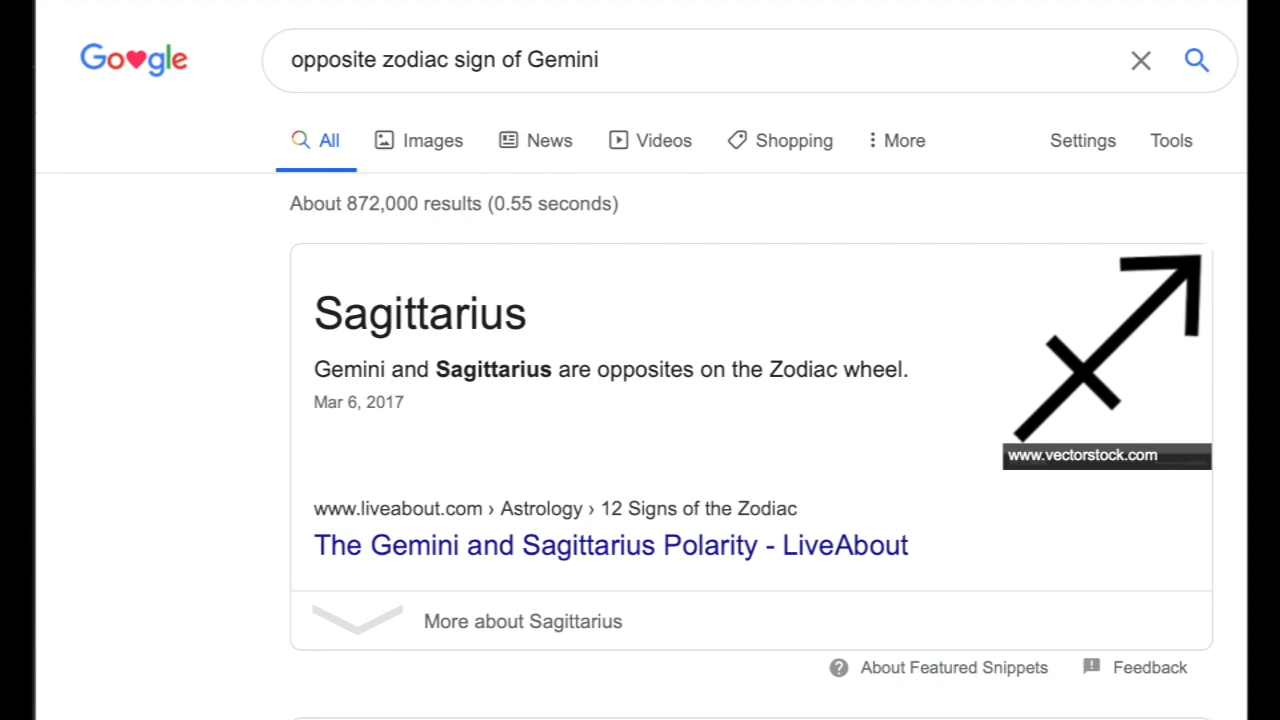 Google
opposite zodiac sign of Gemini
All Images News Videos Shopping More Settings Tools
About 872,000 results (0.55 seconds)
Sagittarius
Gemini and Sagittarius are opposites on the Zodiac wheel.
Mar 6, 2017
www.vectorstock.com
www.liveabout.com › Astrology › 12 Signs of the Zodiac
The Gemini and Sagittarius Polarity - LiveAbout
More about Sagittarius
About Featured Snippets Feedback